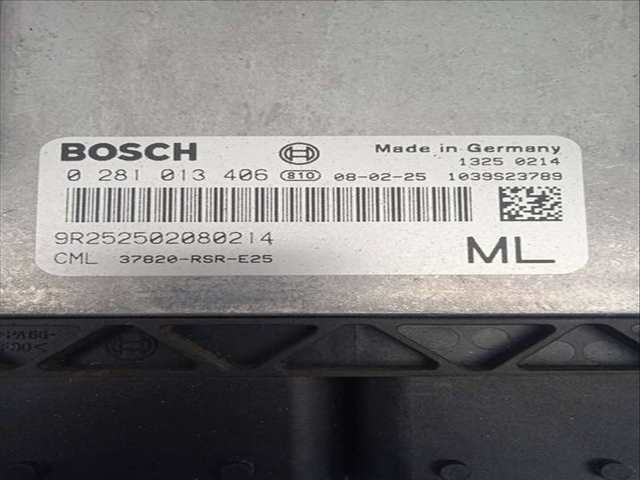 BOSCH Made in Germany
1325 0214
0 281 013 406 810 08-02-25 1039S23789
9R252502080214
CML 37820-RSR-E25 ML